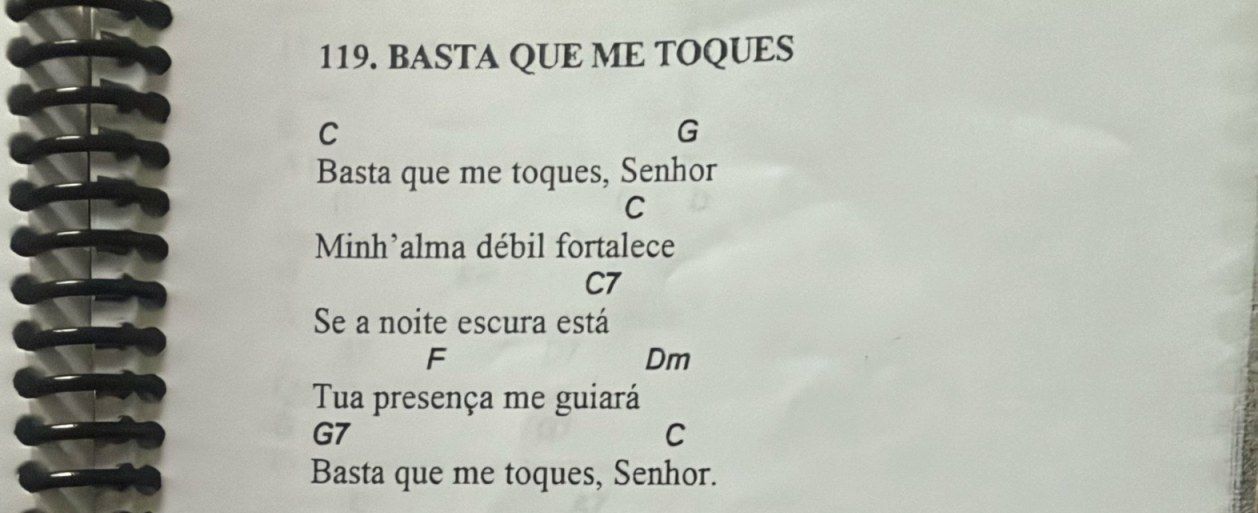 119. BASTA QUE ME TOQUES
C G
Basta que me toques, Senhor
C
Minh’alma débil fortalece
C7
Se a noite escura está
F Dm
Tua presença me guiará
G7 C
Basta que me toques, Senhor.